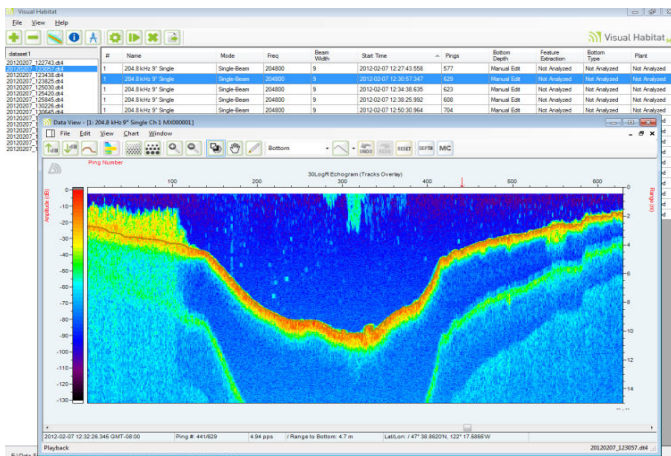 Visual Habitat
File View Help
Visual Habitat
dataset1
20120207_122743.dt4
20120207_123057.dt4
20120207_123438.dt4
20120207_123825.dt4
20120207_125030.dt4
20120207_125420.dt4
20120207_125845.dt4
20120207_130226.dt4
# Name Mode Freq Beam Width Start Time Pings Bottom Depth Feature Extraction Bottom Type Plant
1 204.8 kHz 9° Single Single-Beam 204800 9 2012-02-07 12:27:43.558 577 Manual Edit Not Analyzed Not Analyzed Not Analyzed
1 204.8 kHz 9° Single Single-Beam 204800 9 2012-02-07 12:30:57.347 629 Manual Edit Not Analyzed Not Analyzed Not Analyzed
1 204.8 kHz 9° Single Single-Beam 204800 9 2012-02-07 12:34:38.635 623 Manual Edit Not Analyzed Not Analyzed Not Analyzed
1 204.8 kHz 9° Single Single-Beam 204800 9 2012-02-07 12:38:25.992 608 Manual Edit Not Analyzed Not Analyzed Not Analyzed
1 204.8 kHz 9° Single Single-Beam 204800 9 2012-02-07 12:50:30.964 704 Manual Edit Not Analyzed Not Analyzed Not Analyzed
Data View - [1: 204.8 kHz 9° Single Ch.1 MX000001]
File Edit View Chart Window
Bottom
UNDO
RESET
DEPTH
MIC
Ping Number
30LogR Echogram (Tracks Overlay)
100 200 300 400 500 600
Amplitude (dB)
0
-10
-20
-30
-40
-50
-60
-70
-80
-90
-100
-110
-120
-130
Range (m)
0
2
4
6
8
10
12
14
2012-02-07 12:32:26.346 GMT-08:00 Ping #: 441/629 4.94 pps / Range to Bottom: 4.7 m Lat/Lon: / 47° 38.8620'N, 122° 17.6865'W
Playback 20120207_123057.dt4